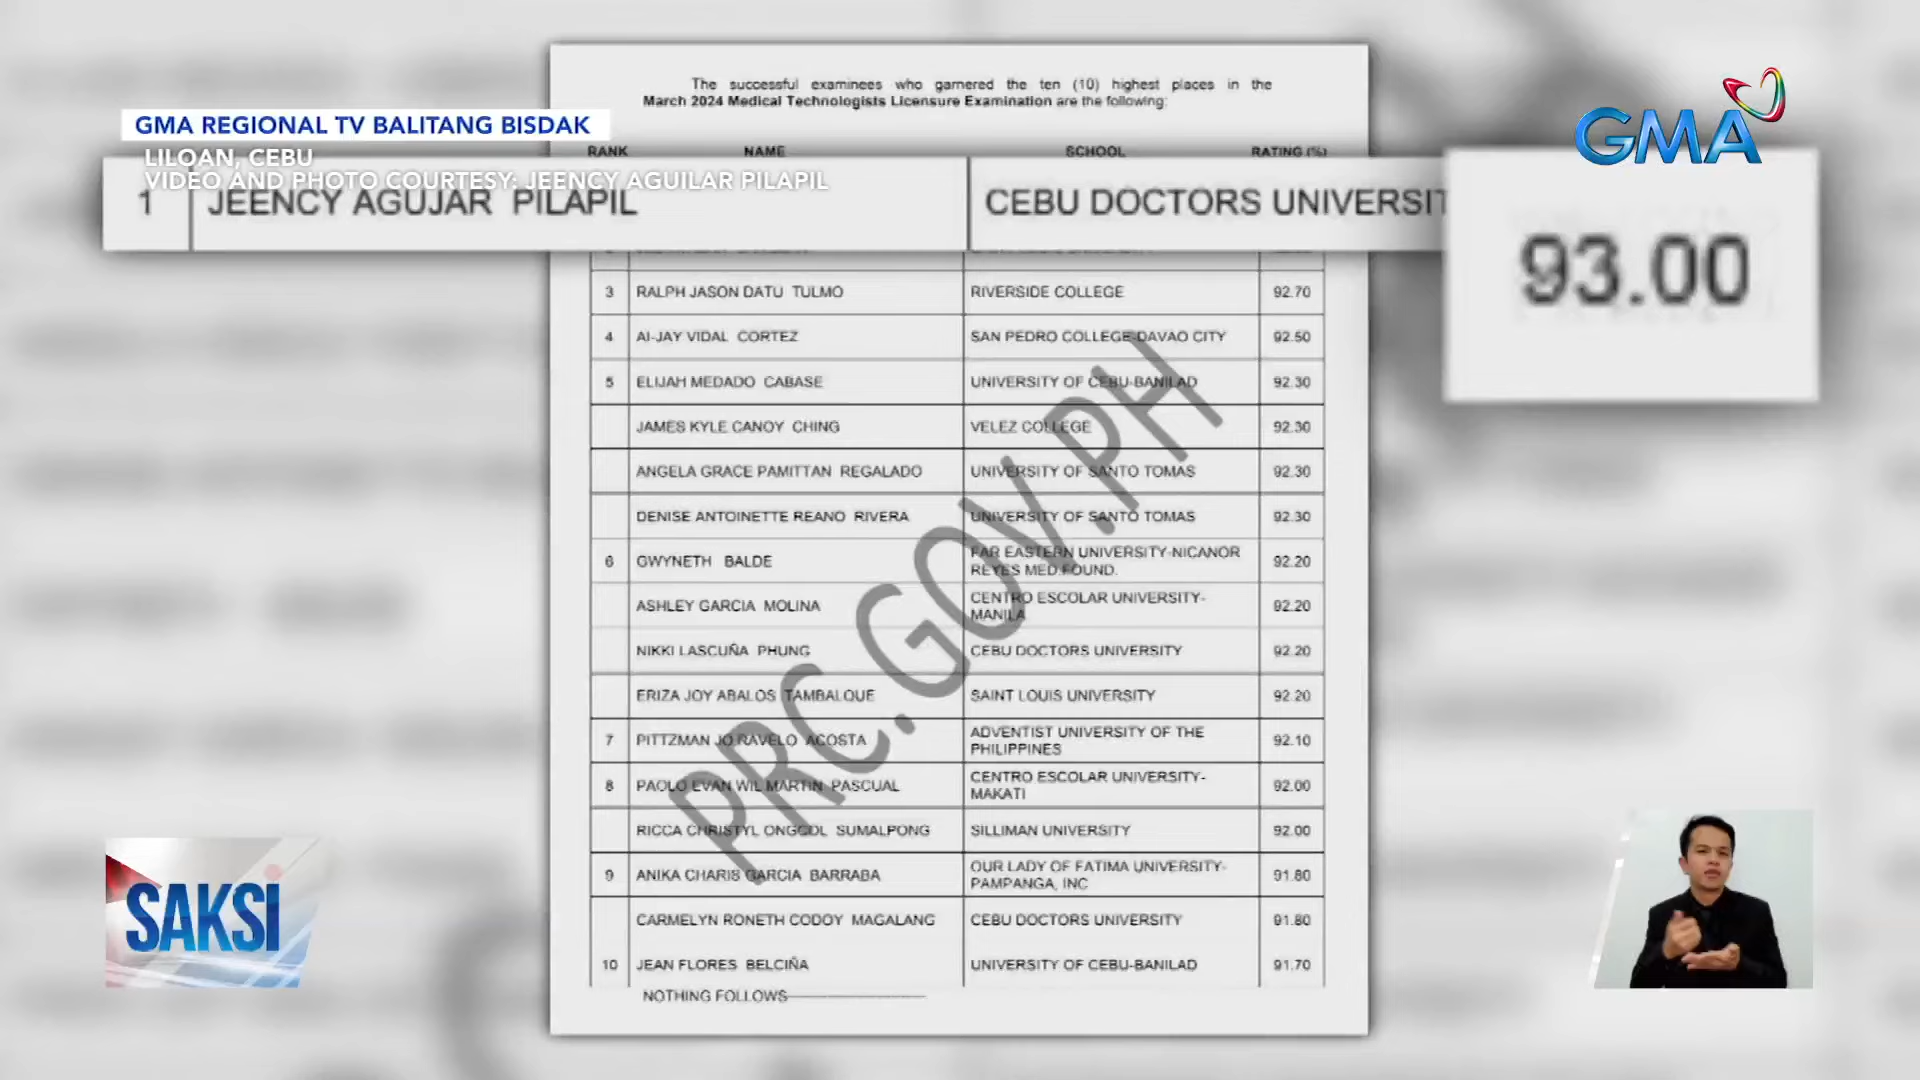 The successful examinees who garnered the ten (10) highest places in the
March 2024 Medical Technologists Licensure Examination are the following:
GMA REGIONAL TV BALITANG BISDAK
LILOAN, CEBU
VIDEO AND PHOTO COURTESY: JEENCY AGUILAR PILAPIL
GMA
RANK NAME SCHOOL RATING (%)
1 JEENCY AGUJAR PILAPIL CEBU DOCTORS UNIVERSIT
93.00
3 RALPH JASON DATU TULMO RIVERSIDE COLLEGE 92.70
4 AI-JAY VIDAL CORTEZ SAN PEDRO COLLEGE-DAVAO CITY 92.50
5 ELIJAH MEDADO CABASE UNIVERSITY OF CEBU-BANILAD 92.30
JAMES KYLE CANOY CHING VELEZ COLLEGE 92.30
ANGELA GRACE PAMITTAN REGALADO UNIVERSITY OF SANTO TOMAS 92.30
DENISE ANTOINETTE REANO RIVERA UNIVERSITY OF SANTO TOMAS 92.30
6 GWYNETH BALDE FAR EASTERN UNIVERSITY-NICANOR
REYES MED.FOUND. 92.20
ASHLEY GARCIA MOLINA CENTRO ESCOLAR UNIVERSITY-
MANILA 92.20
NIKKI LASCUÑA PHUNG CEBU DOCTORS UNIVERSITY 92.20
ERIZA JOY ABALOS TAMBALQUE SAINT LOUIS UNIVERSITY 92.20
7 PITTZMAN JO RAVELO ACOSTA ADVENTIST UNIVERSITY OF THE
PHILIPPINES 92.10
8 PAOLO EVAN WIL MARTIN PASCUAL CENTRO ESCOLAR UNIVERSITY-
MAKATI 92.00
RICCA CHRISTYL ONGCOL SUMALPONG SILLIMAN UNIVERSITY 92.00
9 ANIKA CHARIS GARCIA BARRABA OUR LADY OF FATIMA UNIVERSITY-
PAMPANGA, INC 91.80
CARMELYN RONETH CODOY MAGALANG CEBU DOCTORS UNIVERSITY 91.80
10 JEAN FLORES BELCIÑA UNIVERSITY OF CEBU-BANILAD 91.70
NOTHING FOLLOWS--------------------
PRC.GOV.PH
SAKSI